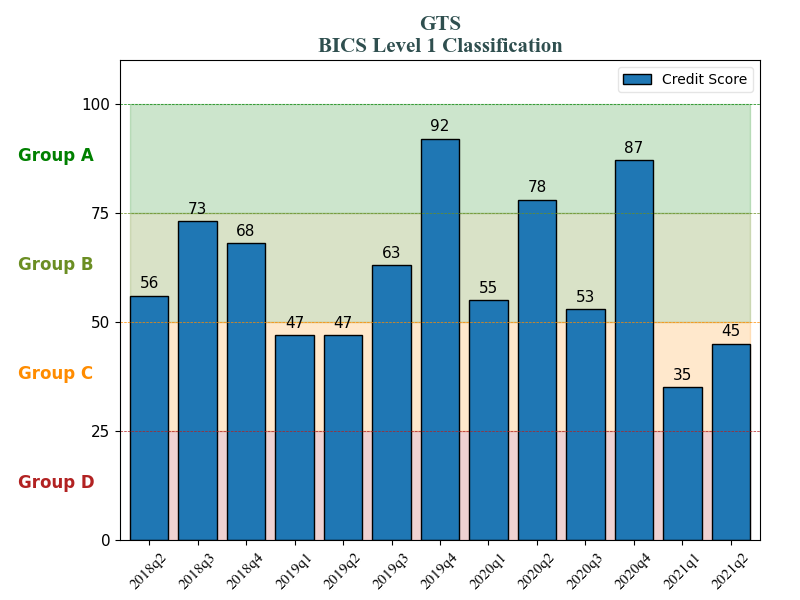 GTS
BICS Level 1 Classification
Credit Score
100
75
50
25
0
Group A
Group B
Group C
Group D
56
73
68
47
47
63
92
55
78
53
87
35
45
2018q2
2018q3
2018q4
2019q1
2019q2
2019q3
2019q4
2020q1
2020q2
2020q3
2020q4
2021q1
2021q2